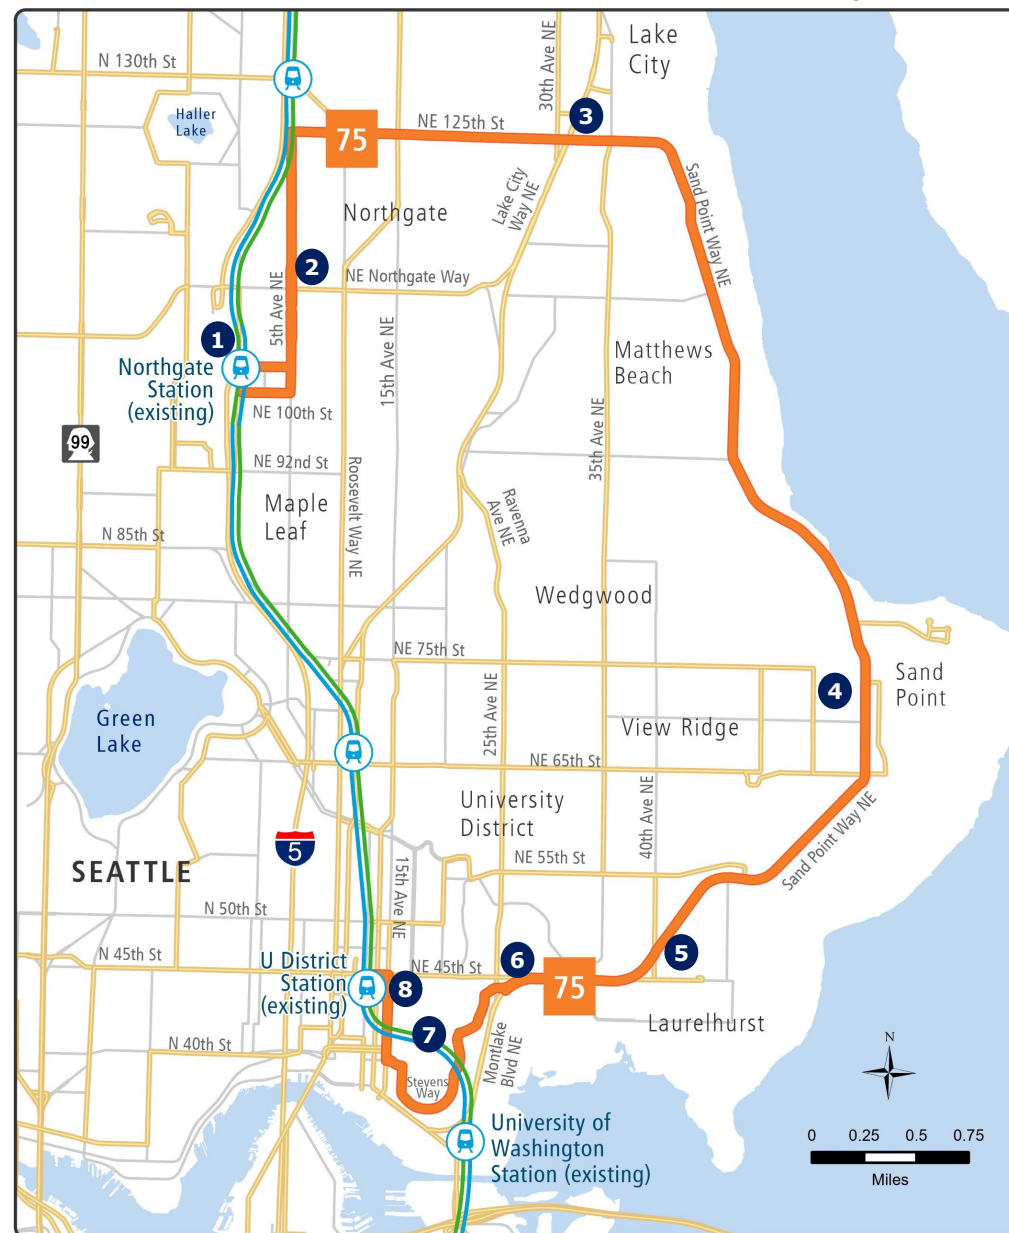 Lake
City
30th Ave NE
N 130th St
Haller
Lake
75
NE 125th St
3
Sand Point Way NE
Lake City
Way NE
Northgate
2
NE Northgate Way
5th Ave NE
1
15th Ave NE
Matthews
Beach
Northgate
Station
(existing)
NE 100th St
35th Ave NE
99
NE 92nd St
Roosevelt Way NE
Maple
Leaf
Ravenna
Ave NE
N 85th St
Wedgwood
NE 75th St
Sand
Point
4
25th Ave NE
Green
Lake
View Ridge
NE 65th St
University
District
40th Ave NE
Sand Point Way NE
5
SEATTLE
NE 55th St
15th Ave NE
N 50th St
N 45th St
U District
Station
(existing)
NE 45th St
6
5
8
75
7
Laurelhurst
N 40th St
Montlake
Blvd NE
Stevens
Way
N
University of
Washington
Station (existing)
0 0.25 0.5 0.75
Miles